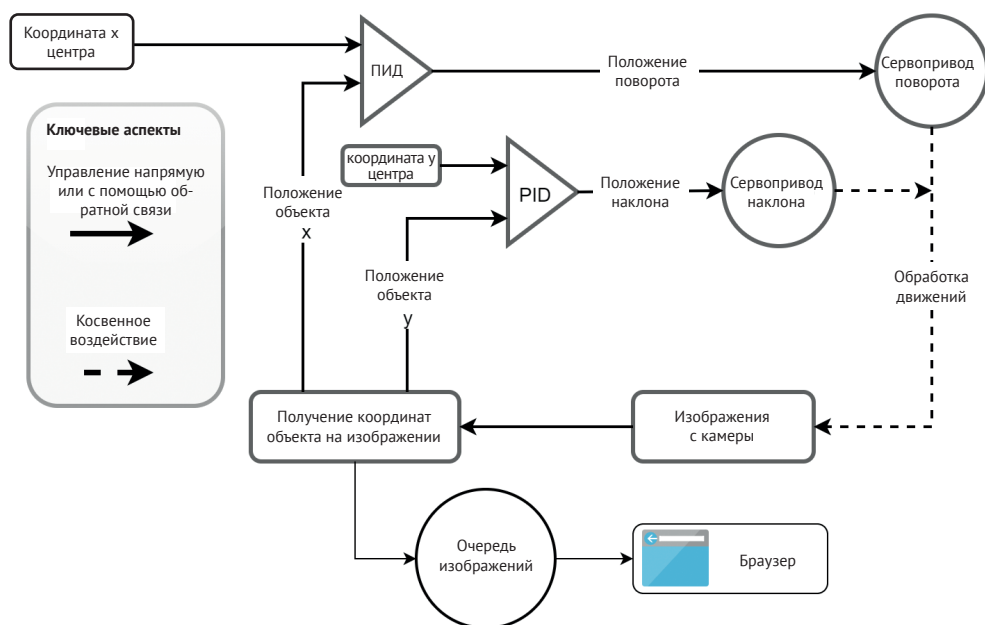 Координата x
центра
ПИД
Положение
поворота
Сервопривод
поворота
Ключевые аспекты
Управление напрямую
или с помощью об-
ратной связи
Косвенное
воздействие
Положение
объекта
x
координата y
центра
PID
Положение
наклона
Сервопривод
наклона
Положение
объекта
y
Обработка
движений
Получение координат
объекта на изображении
Изображения
с камеры
Очередь
изображений
Браузер